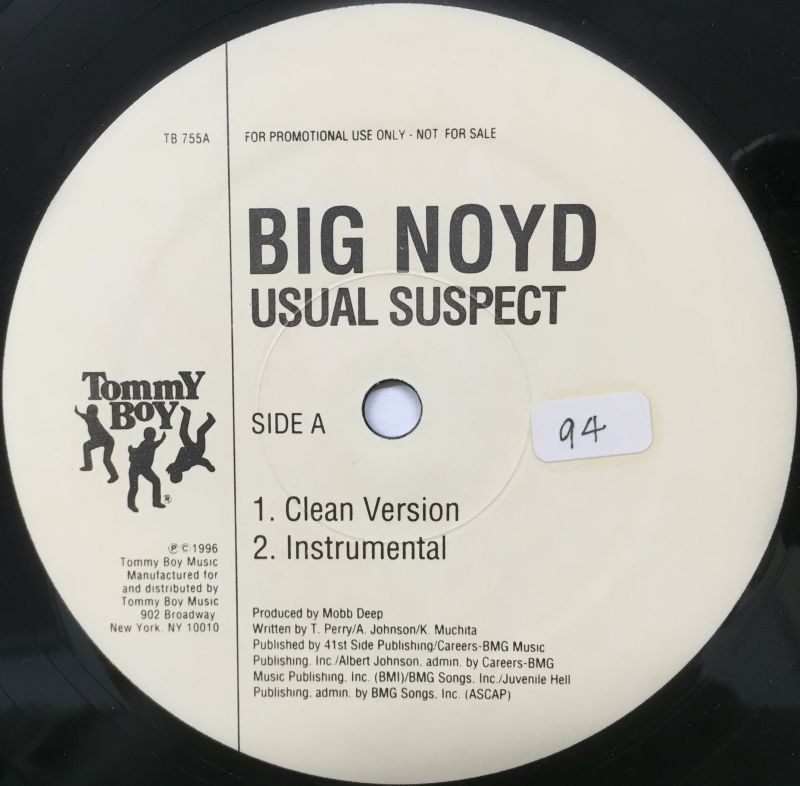 TB 755A
FOR PROMOTIONAL USE ONLY - NOT FOR SALE
BIG NOYD
USUAL SUSPECT
TOMMY
BOY
®
SIDE A
94
1. Clean Version
2. Instrumental
℗ © 1996
Tommy Boy Music
Manufactured for
and distributed by
Tommy Boy Music
902 Broadway
New York. NY 10010
Produced by Mobb Deep
Written by T. Perry/A. Johnson/K. Muchita
Published by 41st Side Publishing/Careers-BMG Music
Publishing. Inc./Albert Johnson. admin. by Careers-BMG
Music Publishing. Inc. (BMI)/BMG Songs. Inc./Juvenile Hell
Publishing. admin. by BMG Songs. Inc. (ASCAP)